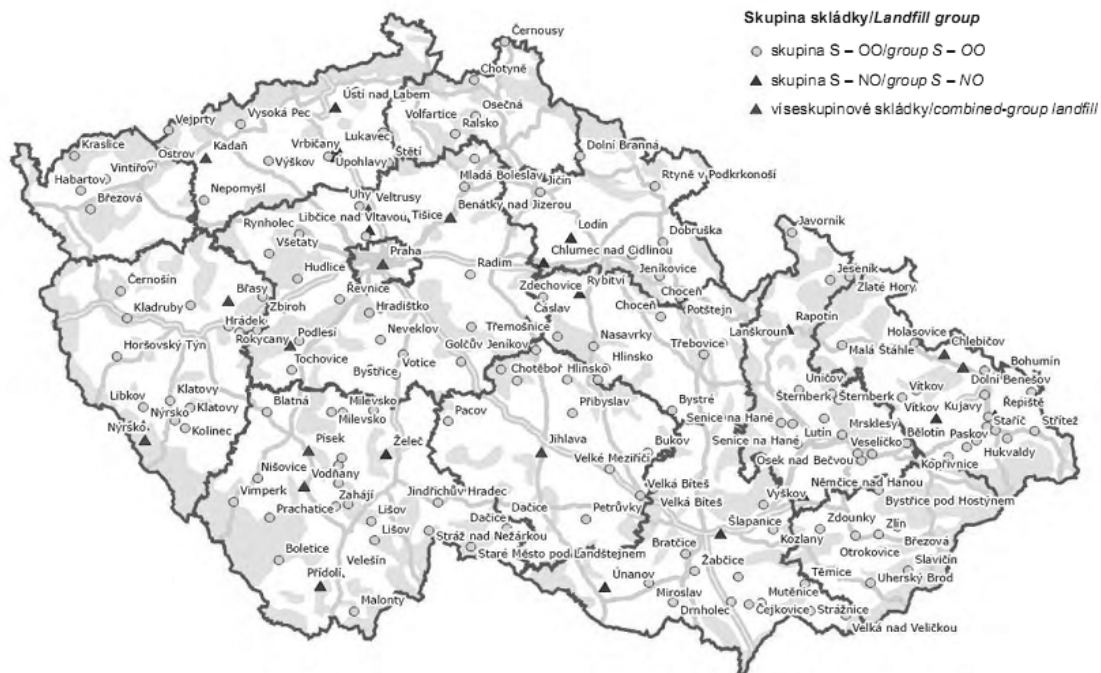 Skupina skládky/Landfill group
skupina S – OO/group S – OO
skupina S – NO/group S – NO
víseskupinové skládky/combined-group landfill
Černousy
Chotyně
Ústí nad Labem
Osečná
Volfartice
Ralsko
Vejprty
Vysoká Pec
Lukavec
Kraslice
Kadaň
Vrbičany
Štětí
Ostrov
Vintířov
Výškov
Úpohlavy
Dolní Branná
Habartov
Nepomyšl
Mladá Boleslav
Jičín
Rtyně v Podkrkonoší
Březová
Uhy
Veltrusy
Benátky nad Jizerou
Libčice nad Vltavou
Tišice
Rynholec
Lodín
Javorník
Všetaty
Praha
Dobruška
Chlumec nad Cidlinou
Hudlice
Radim
Jeníkovice
Jeseník
Černošín
Zdechovice
Rybitví
Zlaté Hory
Břasy
Řevnice
Choceň
Choceň
Kladruby
Zbiroh
Hradištko
Čáslav
Potštejn
Rapotín
Hrádek
Podlesí
Neveklov
Třemošnice
Nasavrky
Lanškroun
Holasovice
Rokycany
Golčův Jeníkov
Třebovice
Malá Štáhle
Chlebičov
Horšovský Týn
Tochovice
Votice
Hlinsko
Bohumín
Bystřice
Chotěboř
Hlinsko
Uničov
Dolní Benešov
Libkov
Klatovy
Vítkov
Blatná
Milevsko
Přibyslav
Bystré
Šternberk
Šternberk
Řepiště
Nýrsko
Klatovy
Pacov
Vítkov
Kujavy
Milevsko
Senice na Hané
Staříč
Střítež
Nýrsko
Kolinec
Písek
Želeč
Jihlava
Bukov
Lutín
Mrsklesy
Bělotín
Paskov
Senice na Hané
Veselíčko
Hukvaldy
Nišovice
Velké Meziříčí
Osek nad Bečvou
Kopřivnice
Vodňany
Vimperk
Zahájí
Jindřichův Hradec
Velká Bíteš
Němčice nad Hanou
Velká Bíteš
Vyškov
Bystřice pod Hostýnem
Prachatice
Lišov
Dačice
Dačice
Petrůvky
Šlapanice
Zdounky
Zlín
Lišov
Stráž nad Nežárkou
Kozlany
Březová
Bratčice
Otrokovice
Boletice
Velešín
Staré Město pod Landštejnem
Žabčice
Slavičín
Přídolí
Únanov
Těmice
Uherský Brod
Malonty
Miroslav
Mutěnice
Drnholec
Čejkovice
Strážnice
Velká nad Veličkou